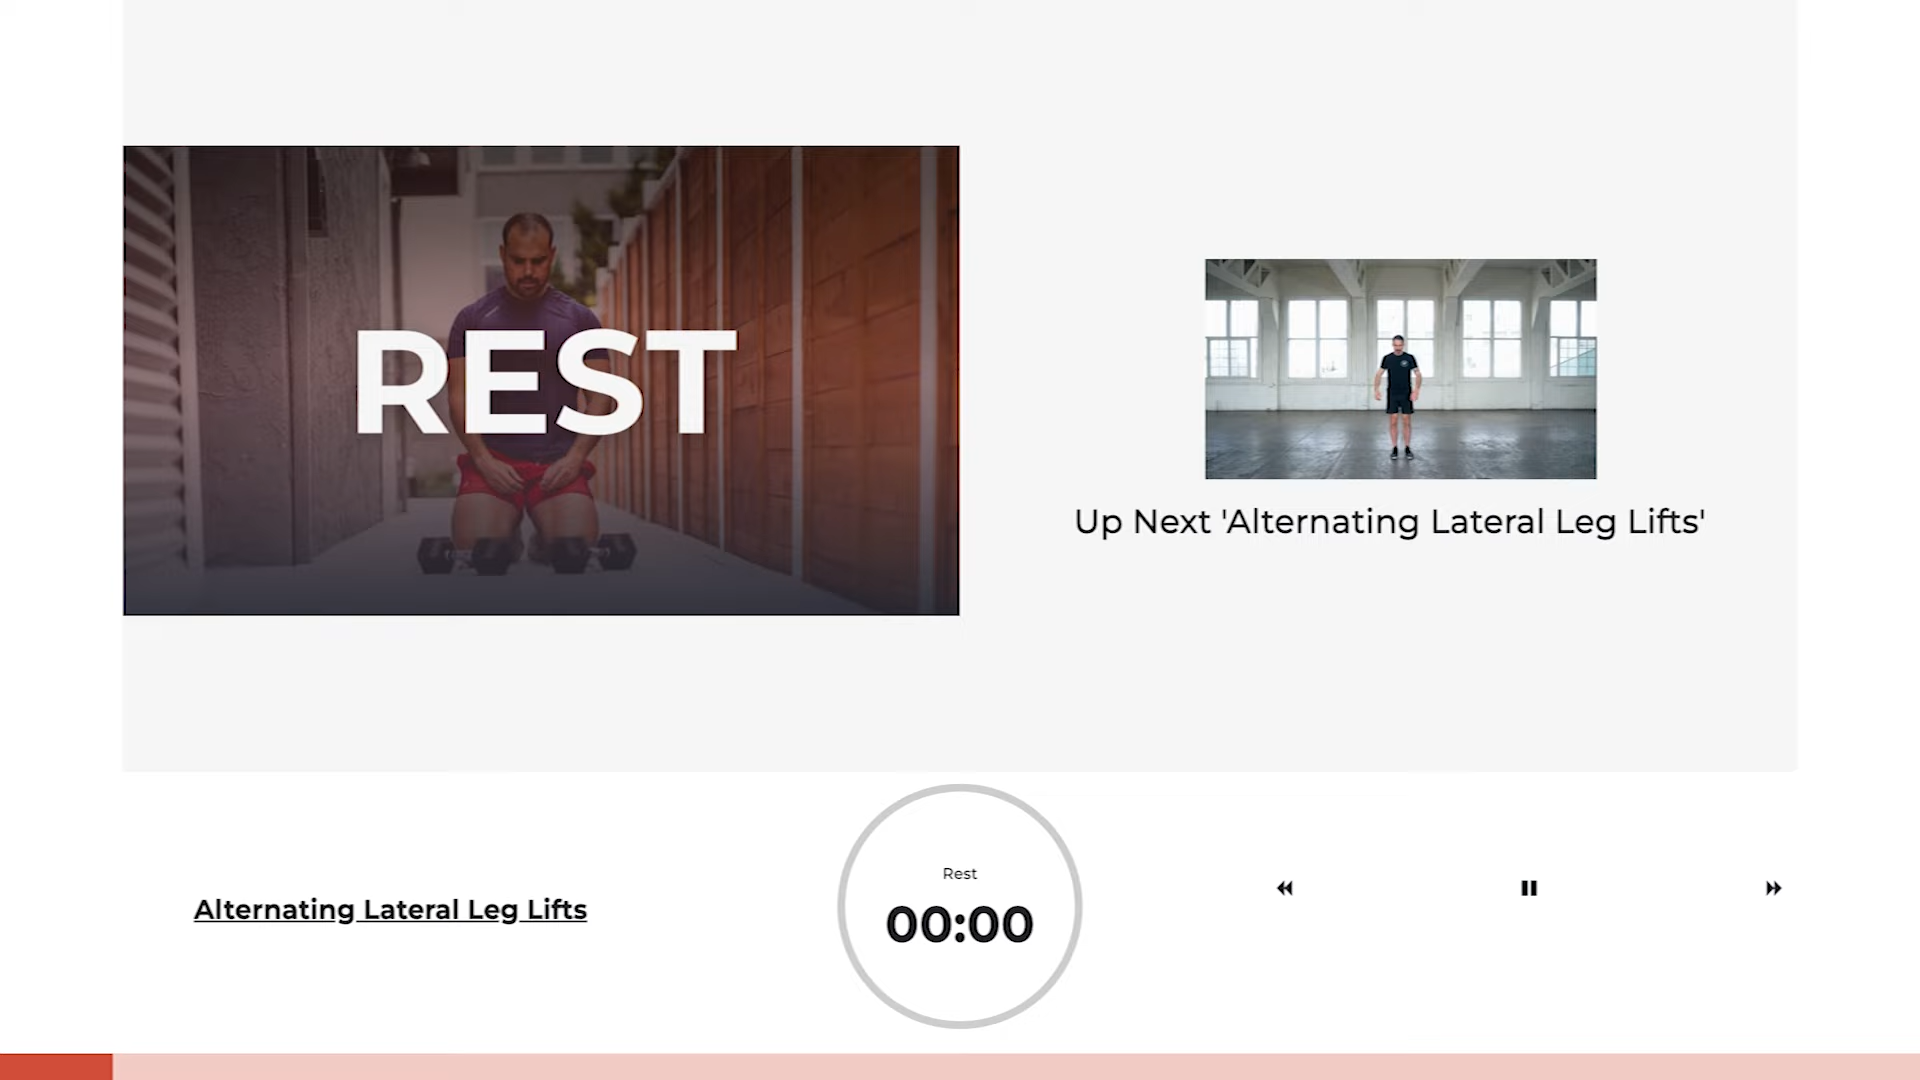 REST
Up Next 'Alternating Lateral Leg Lifts'
Alternating Lateral Leg Lifts
Rest
00:00